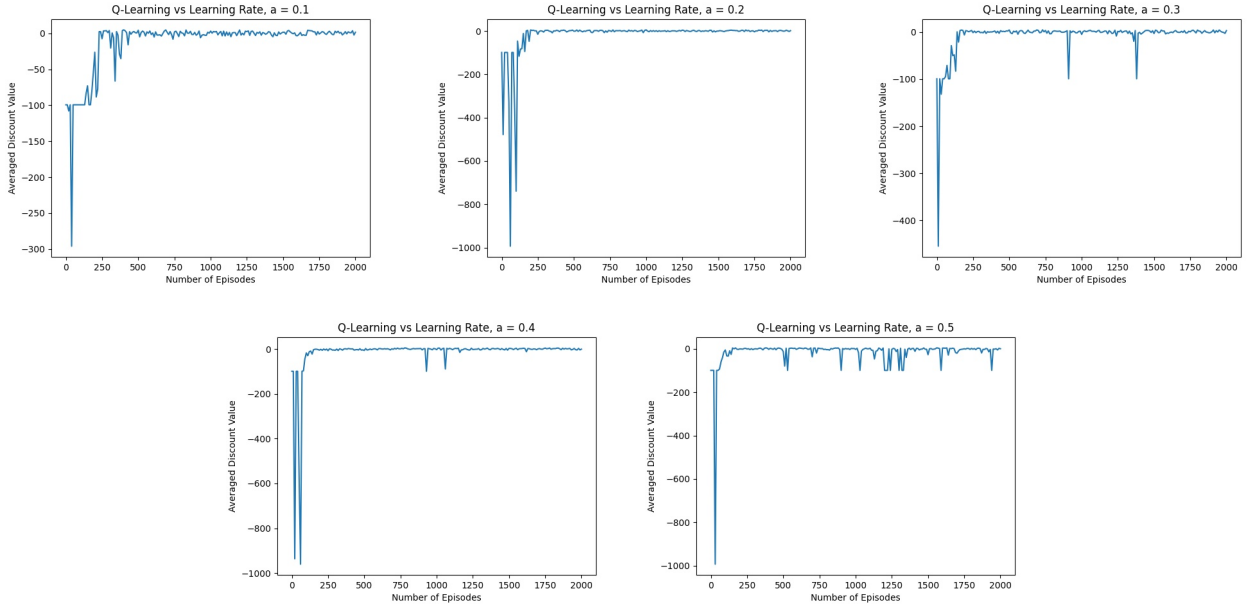 Q-Learning vs Learning Rate, a = 0.1
0
−50
−100
−150
−200
−250
−300
Averaged Discount Value
0 250 500 750 1000 1250 1500 1750 2000
Number of Episodes
Q-Learning vs Learning Rate, a = 0.2
0
−200
−400
−600
−800
−1000
Averaged Discount Value
0 250 500 750 1000 1250 1500 1750 2000
Number of Episodes
Q-Learning vs Learning Rate, a = 0.3
0
−100
−200
−300
−400
Averaged Discount Value
0 250 500 750 1000 1250 1500 1750 2000
Number of Episodes
Q-Learning vs Learning Rate, a = 0.4
0
−200
−400
−600
−800
−1000
Averaged Discount Value
0 250 500 750 1000 1250 1500 1750 2000
Number of Episodes
Q-Learning vs Learning Rate, a = 0.5
0
−200
−400
−600
−800
−1000
Averaged Discount Value
0 250 500 750 1000 1250 1500 1750 2000
Number of Episodes